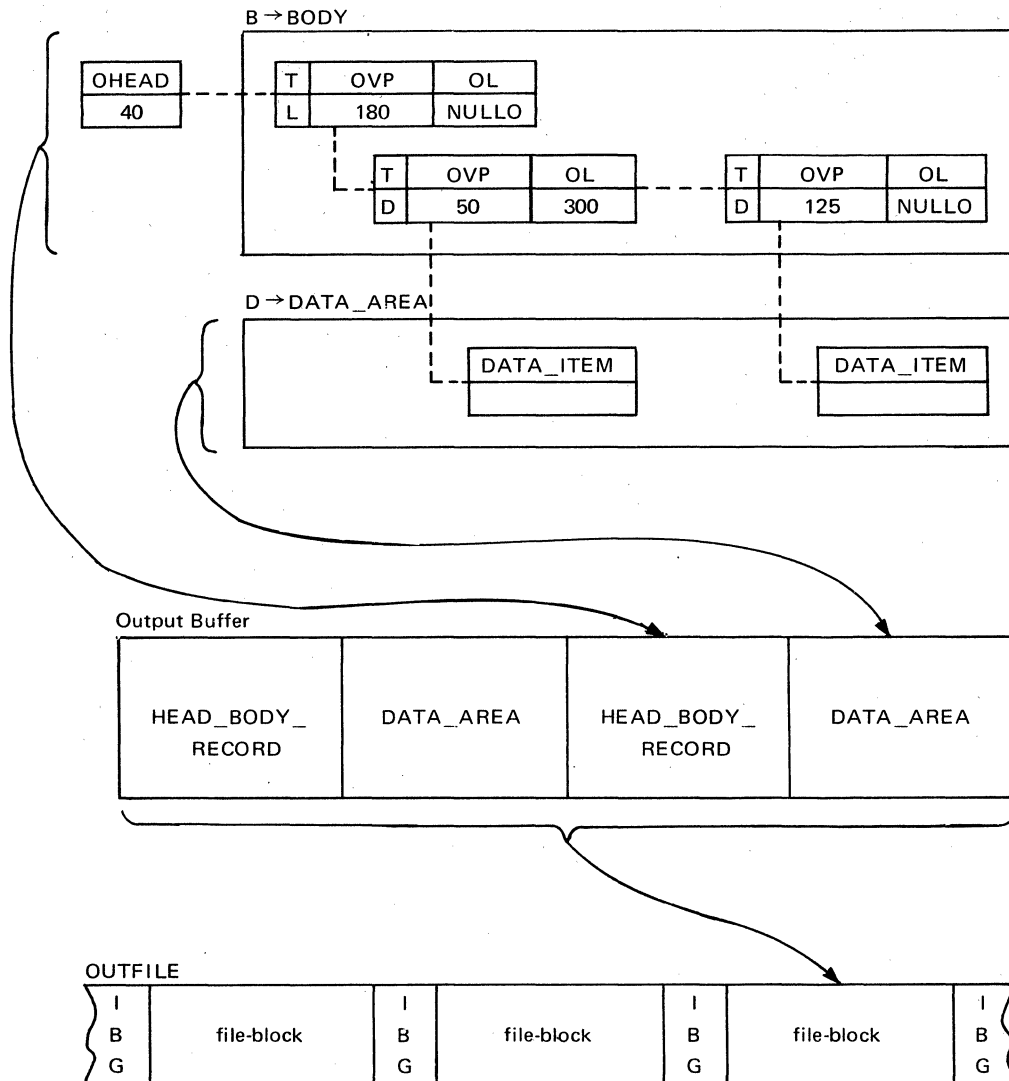 B → BODY
OHEAD T OVP OL
40 L 180 NULLO
T OVP OL T OVP OL
D 50 300 D 125 NULLO
D → DATA_AREA
DATA_ITEM DATA_ITEM
Output Buffer
HEAD_BODY_ DATA_AREA HEAD_BODY_ DATA_AREA
RECORD RECORD
OUTFILE
I I I I
B file-block B file-block B file-block B
G G G G